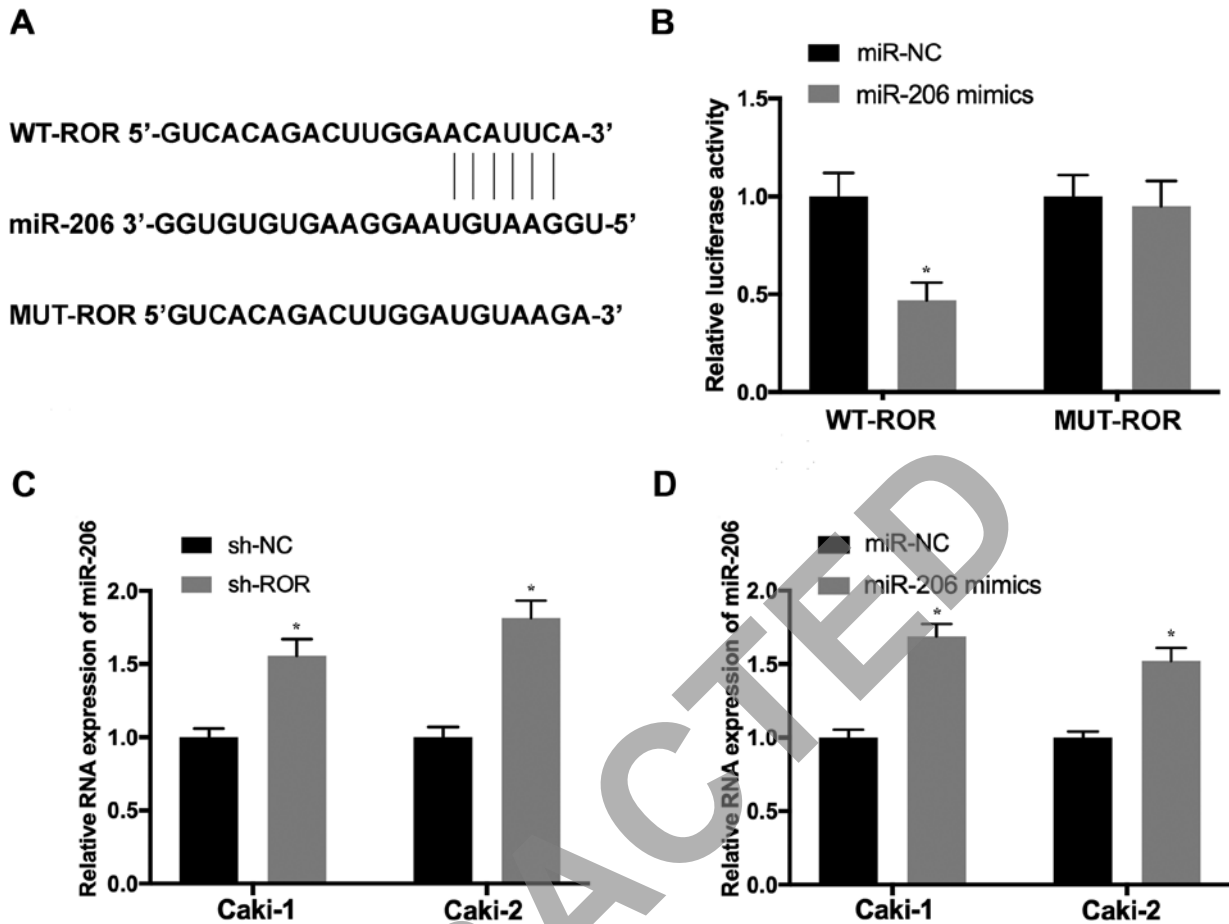 A
WT-ROR 5’-GUCACAGACUUGGAACAUUCA-3’
miR-206 3’-GGUGUGUGAAGGAAUGUAAGGU-5’
MUT-ROR 5’GUCACAGACUUGGAUGUAAGA-3’
B
miR-NC
miR-206 mimics
Relative luciferase activity
1.5
1.0
0.5
0.0
*
WT-ROR
MUT-ROR
C
sh-NC
sh-ROR
Relative RNA expression of miR-206
2.0
1.5
1.0
0.5
0.0
*
*
Caki-1
Caki-2
D
miR-NC
miR-206 mimics
Relative RNA expression of miR-206
2.0
1.5
1.0
0.5
0.0
*
*
Caki-1
Caki-2
ACTED